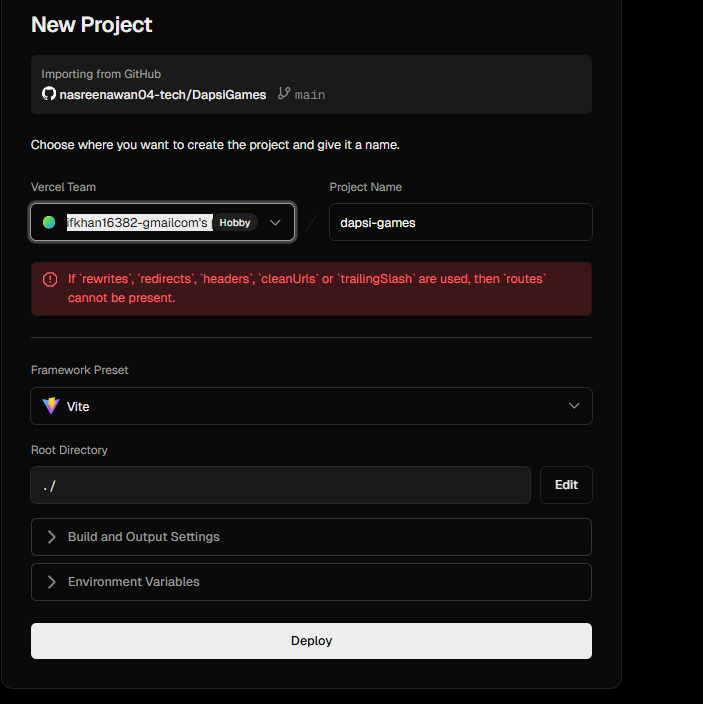 New Project
Importing from GitHub
nasreenawan04-tech/DapsiGames main
Choose where you want to create the project and give it a name.
Vercel Team
Project Name
ifkhan16382-gmailcom's Hobby
/
dapsi-games
If `rewrites`, `redirects`, `headers`, `cleanUrls` or `trailingSlash` are used, then `routes`
cannot be present.
Framework Preset
Vite
Root Directory
./
Edit
Build and Output Settings
Environment Variables
Deploy